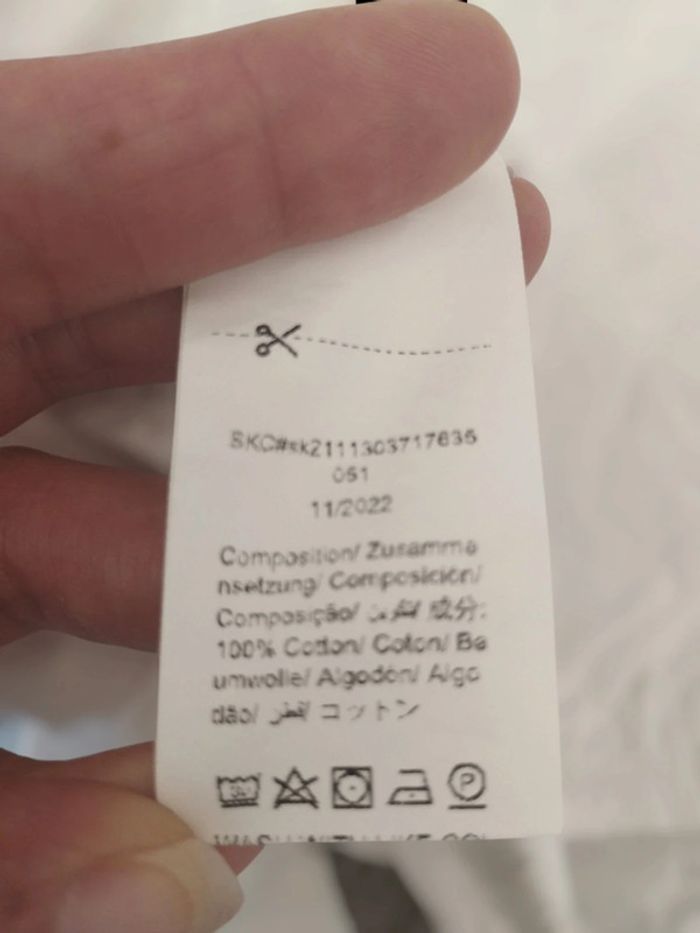 SKC#sk2111303717635
051
11/2022
Composition/ Zusamme
nsetzung/ Composición/
Composição/ 成分:
100% Cotton/ Coton/ Ba
umwolle/ Algodón/ Algo
dão/ コットン
P